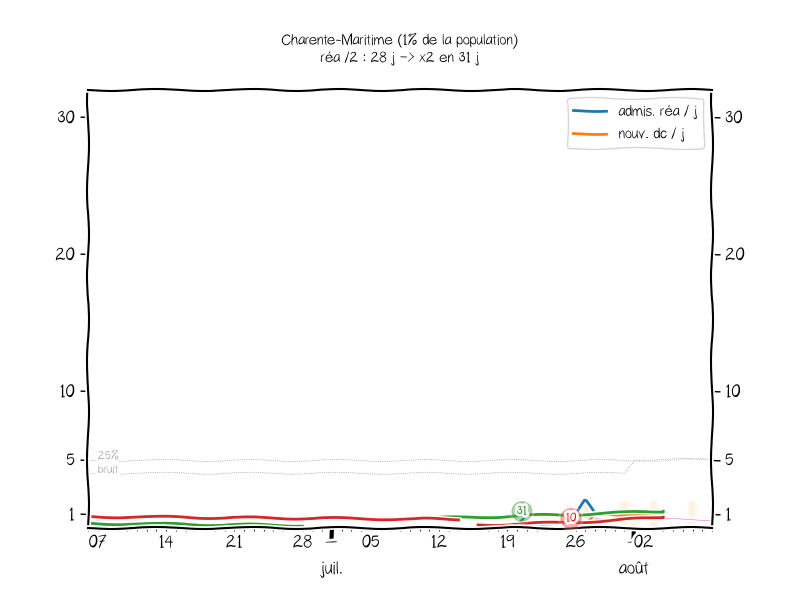 Charente-Maritime (1% de la population)
réa /2 : 28 j -> x2 en 31 j
admis. réa / j
nouv. dc / j
30
30
20
20
10
10
25%
5
5
bruit
31
10
1
1
07 14 21 28 05 12 19 26 02
juil. août